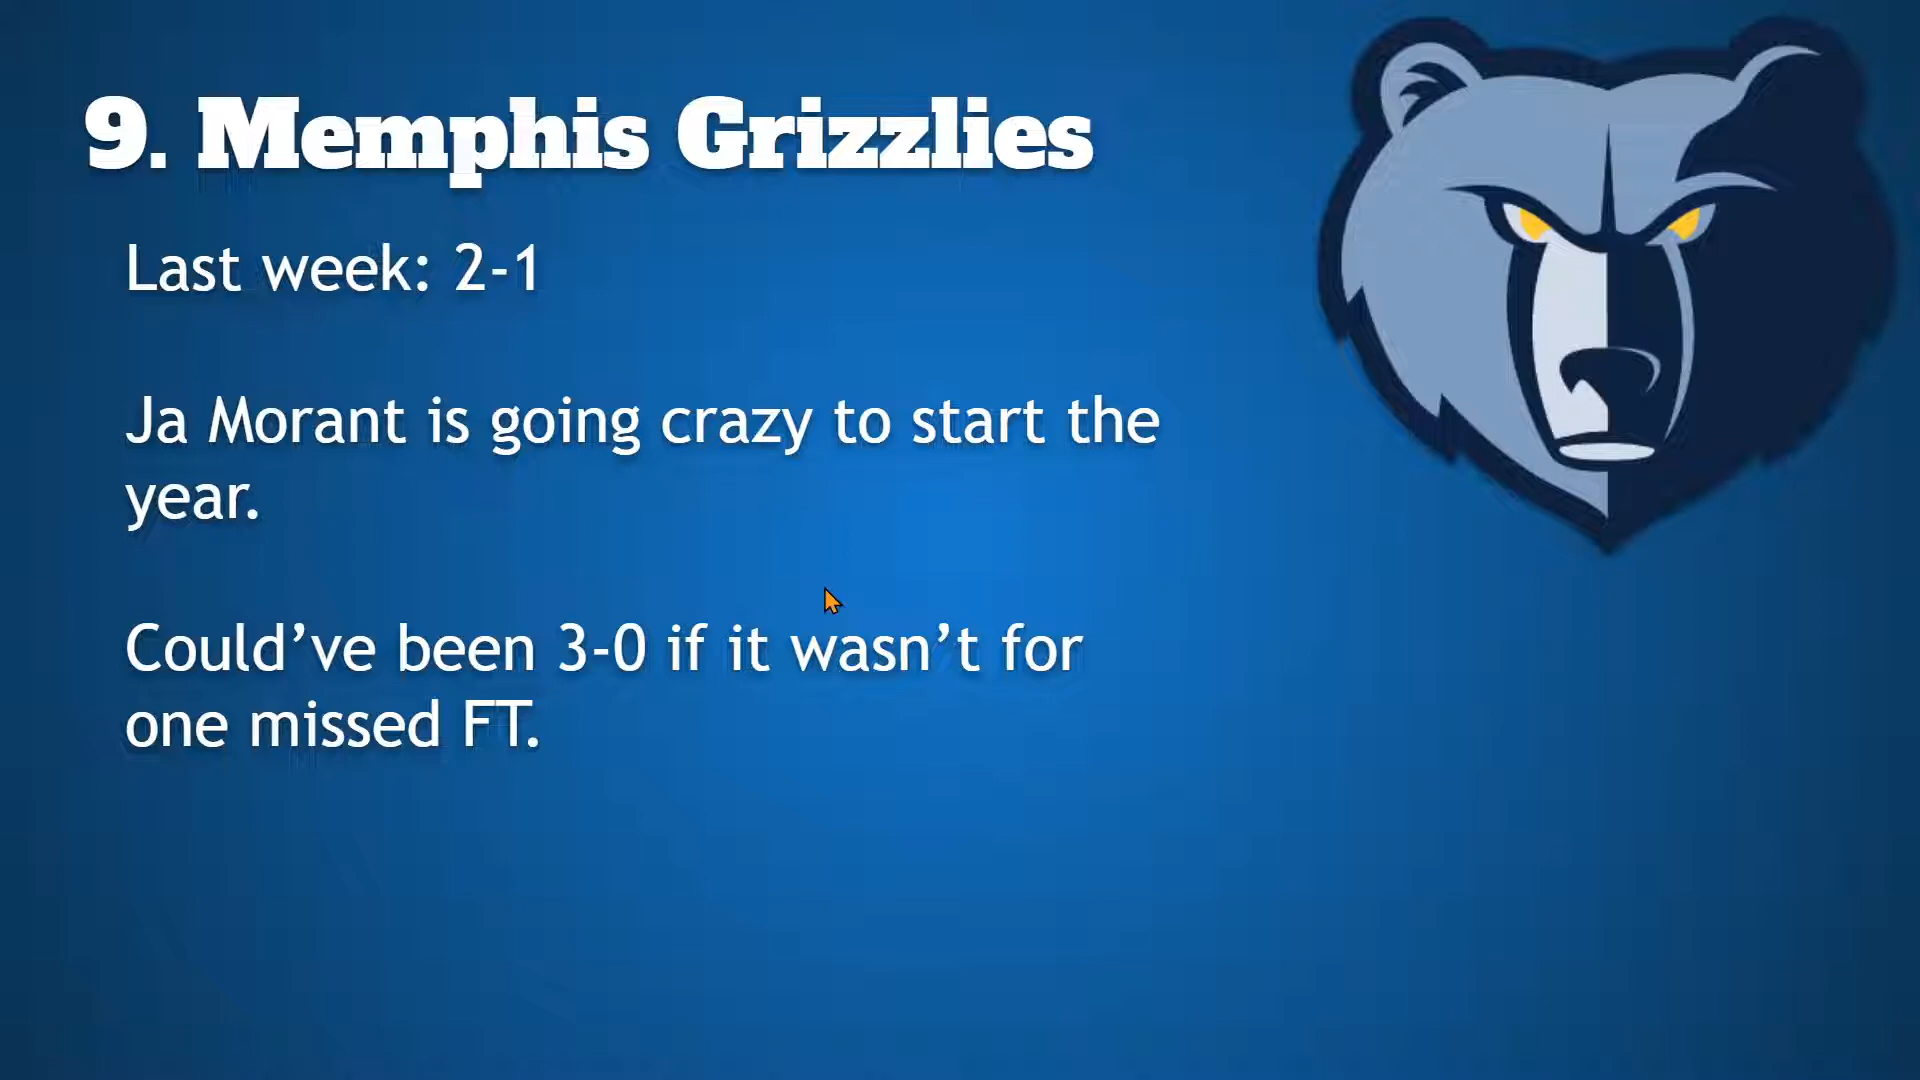 9. Memphis Grizzlies
Last week: 2-1
Ja Morant is going crazy to start the
year.
Could’ve been 3-0 if it wasn’t for
one missed FT.